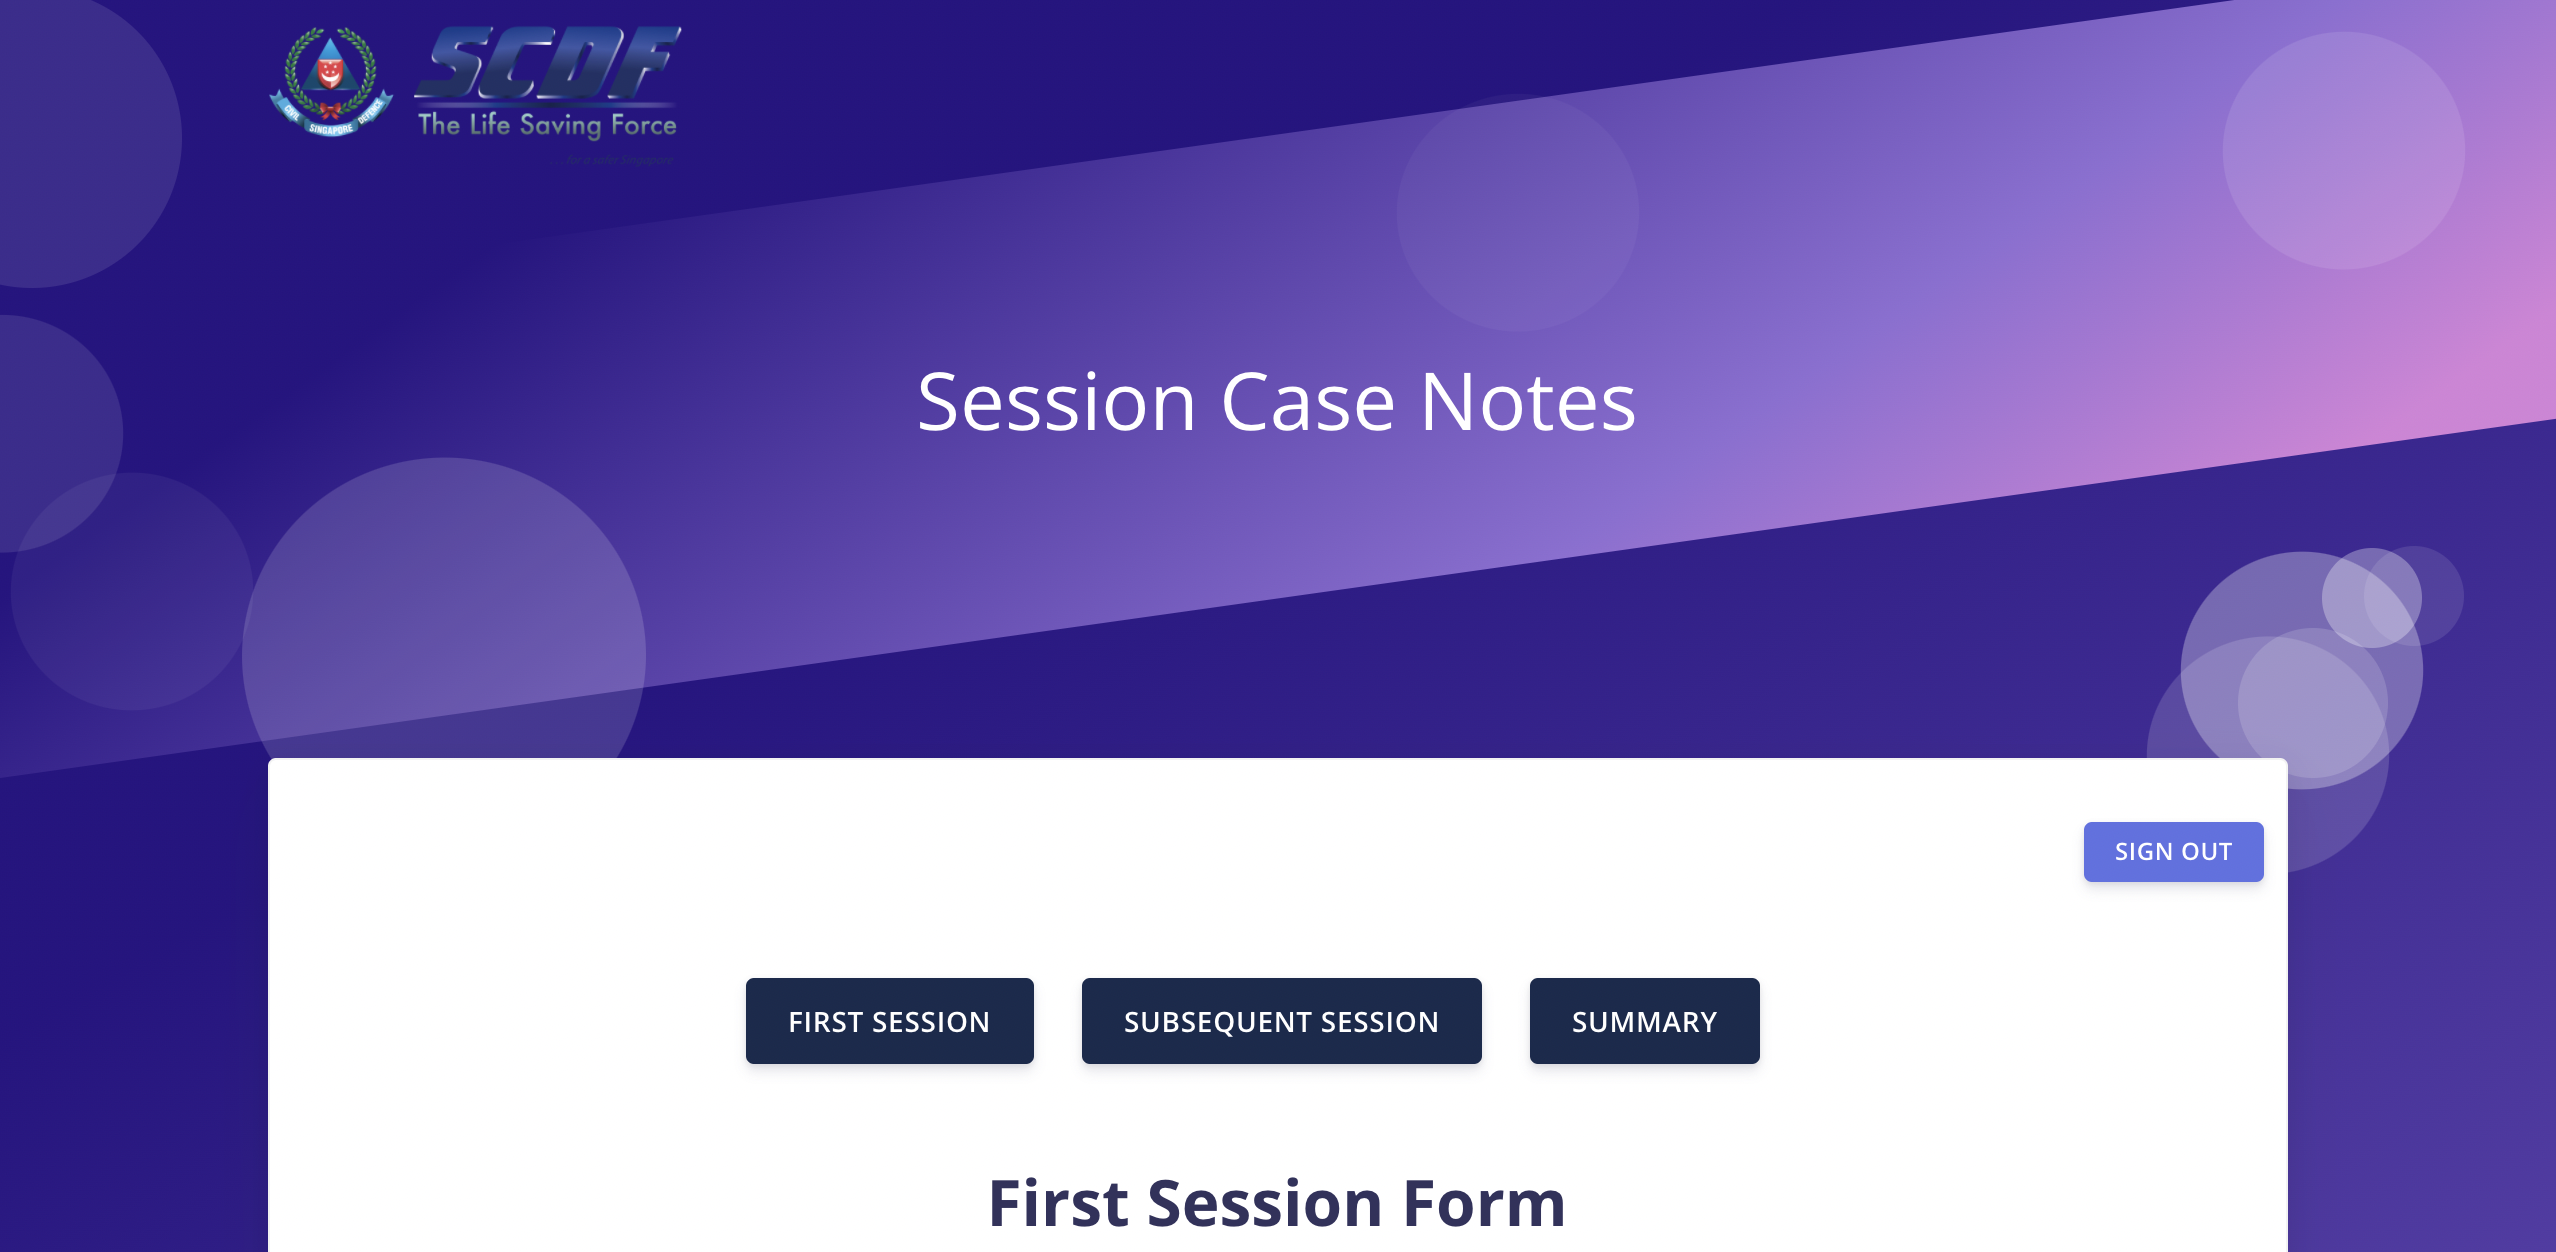 SCDF
The Life Saving Force
CIVIL SINGAPORE DEFENCE
Session Case Notes
SIGN OUT
FIRST SESSION
SUBSEQUENT SESSION
SUMMARY
First Session Form